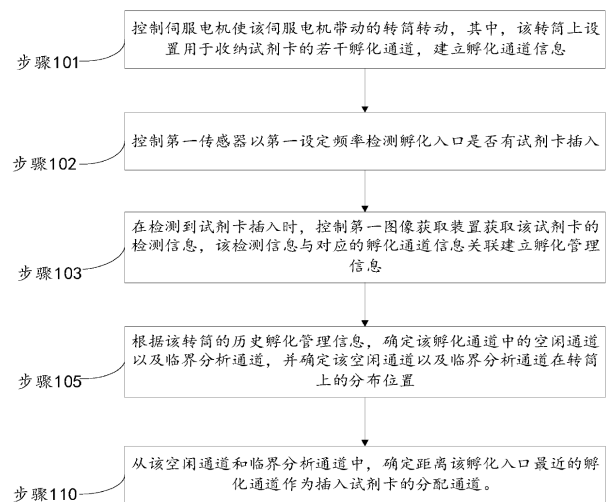 控制伺服电机使该伺服电机带动的转筒转动，其中，该转筒上设
置用于收纳试剂卡的若干孵化通道，建立孵化通道信息
步骤101
控制第一传感器以第一设定频率检测孵化入口是否有试剂卡插入
步骤102
在检测到试剂卡插入时，控制第一图像获取装置获取该试剂卡的
检测信息，该检测信息与对应的孵化通道信息关联建立孵化管理
信息
步骤103
根据该转筒的历史孵化管理信息，确定该孵化通道中的空闲通道
以及临界分析通道，并确定该空闲通道以及临界分析通道在转筒
上的分布位置
步骤105
从该空闲通道和临界分析通道中，确定距离该孵化入口最近的孵
化通道作为插入试剂卡的分配通道。
步骤110